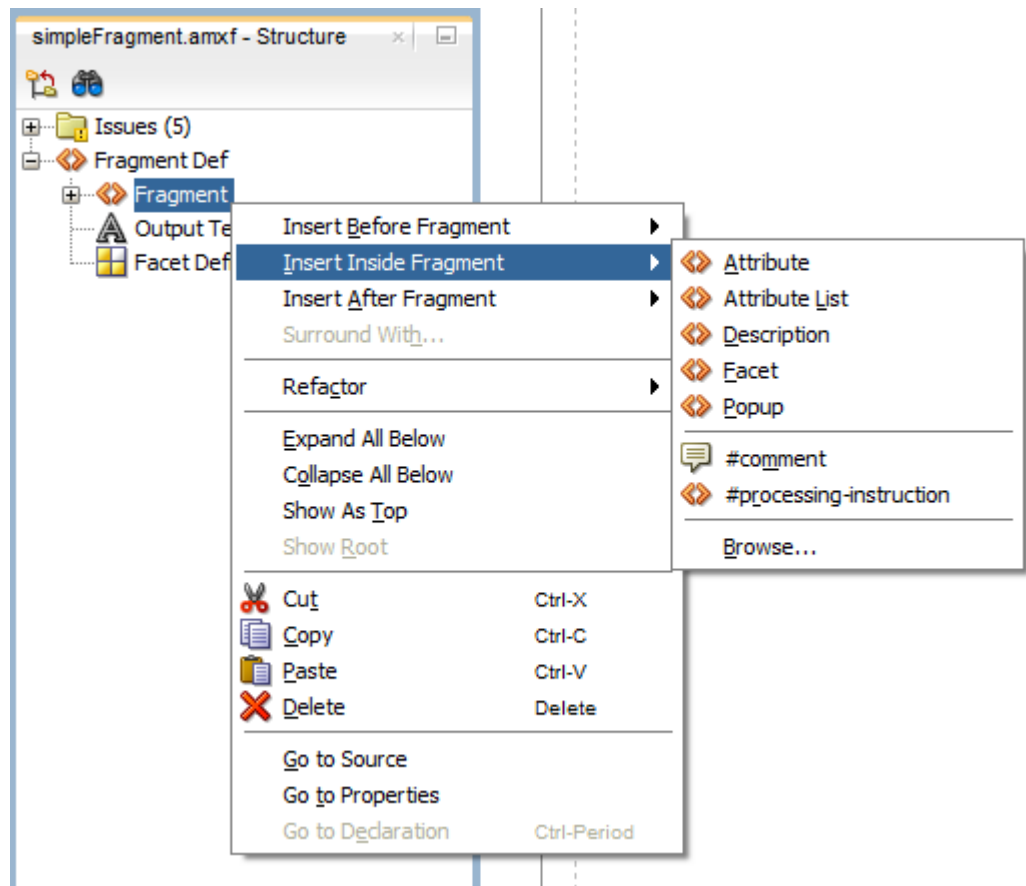 simpleFragment.amxf - Structure
Issues (5)
Fragment Def
Fragment
Output Te
Facet Def
Insert Before Fragment
Insert Inside Fragment
Insert After Fragment
Surround With...
Refactor
Expand All Below
Collapse All Below
Show As Top
Show Root
Cut Ctrl-X
Copy Ctrl-C
Paste Ctrl-V
Delete Delete
Go to Source
Go to Properties
Go to Declaration Ctrl-Period
Attribute
Attribute List
Description
Facet
Popup
#comment
#processing-instruction
Browse...